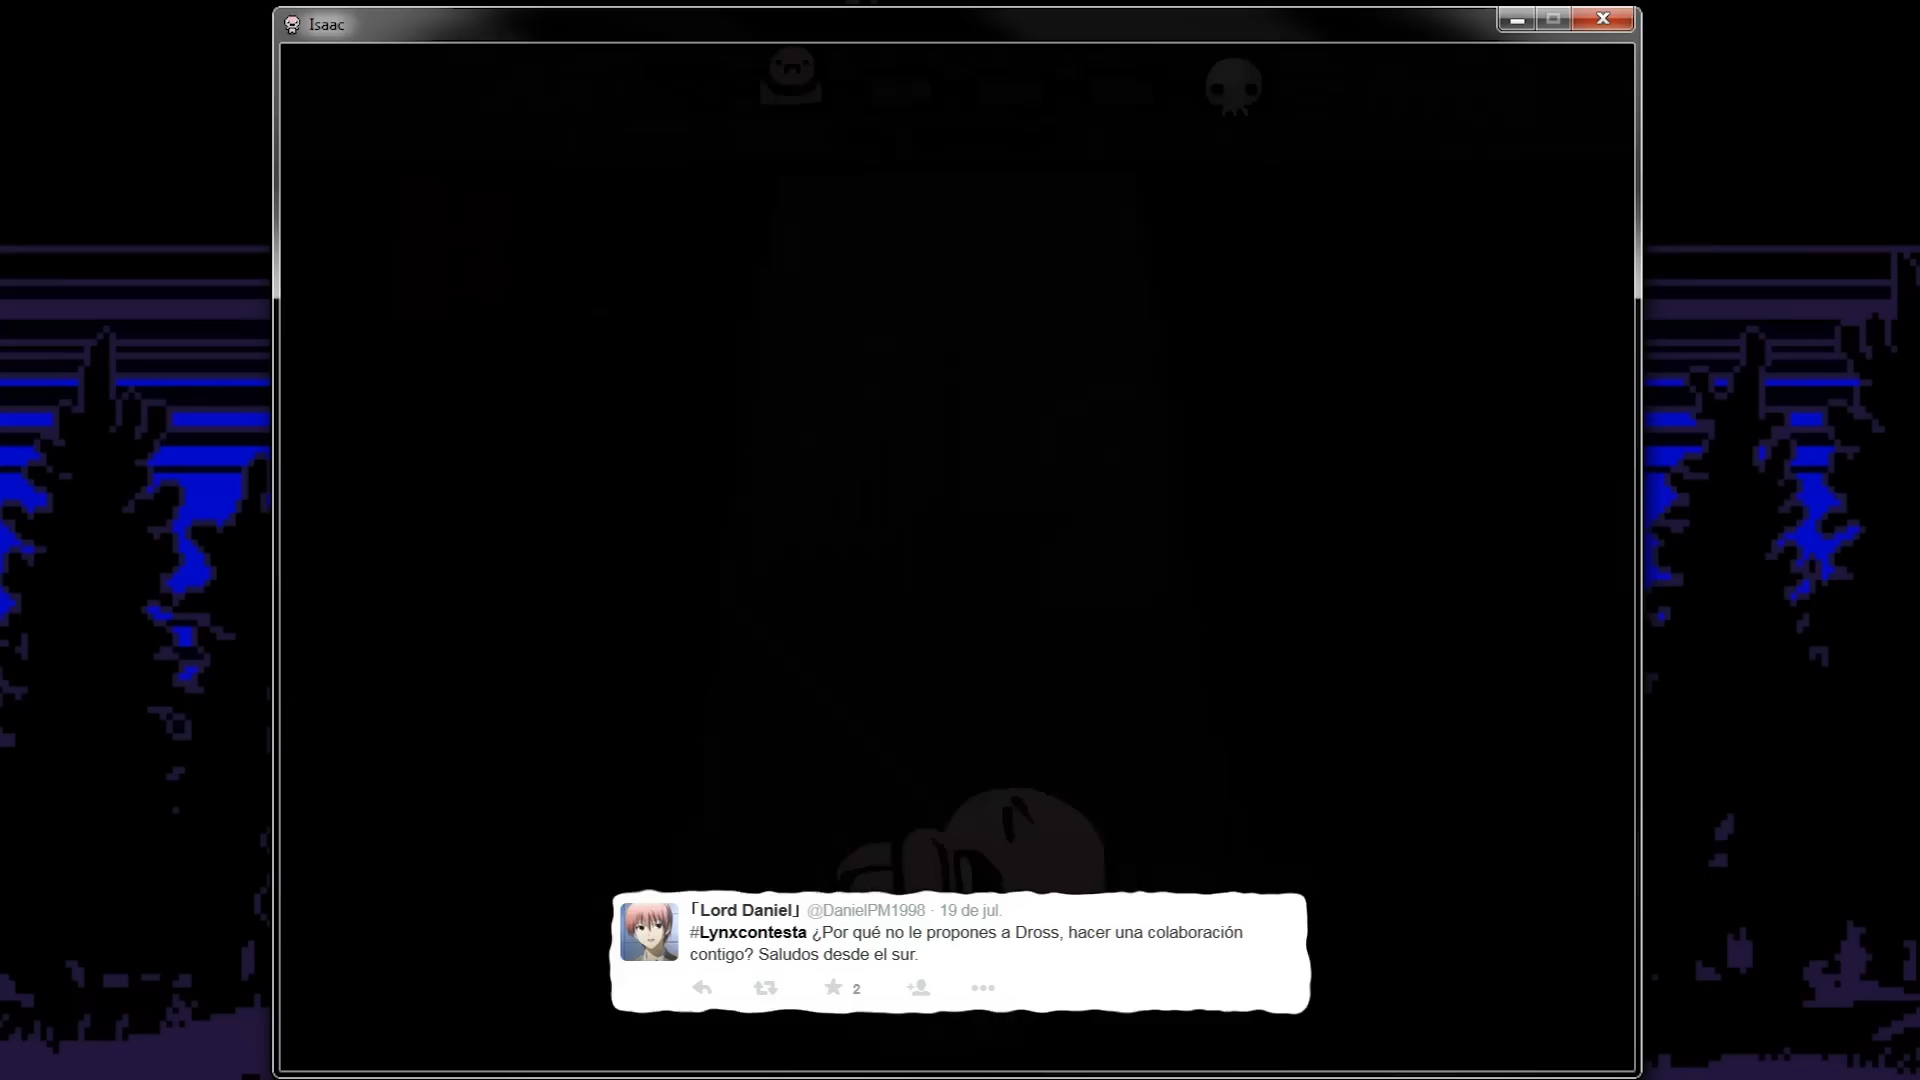 Isaac
「Lord Daniel」 @DanielPM1998 · 19 de jul.
#Lynxcontesta ¿Por qué no le propones a Dross, hacer una colaboración
contigo? Saludos desde el sur.
2